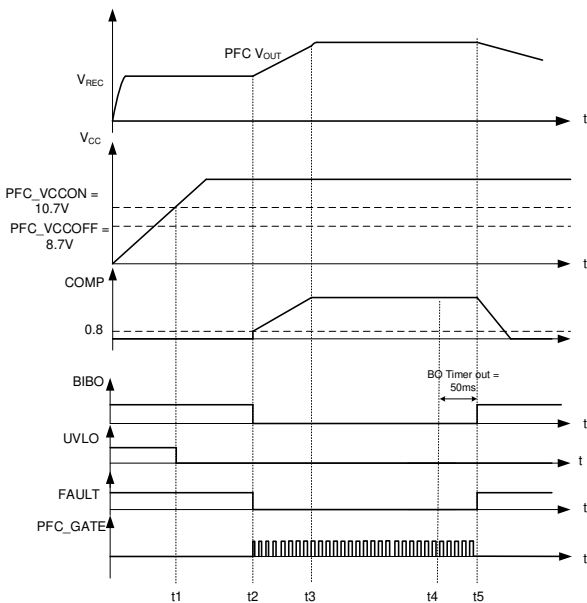 PFC VOUT
VREC
t
VCC
PFC_VCCON =
10.7V
PFC_VCCOFF =
8.7V
t
COMP
0.8
t
BO Timer out =
50ms
BIBO
t
UVLO
t
FAULT
t
PFC_GATE
t
t1 t2 t3 t4 t5